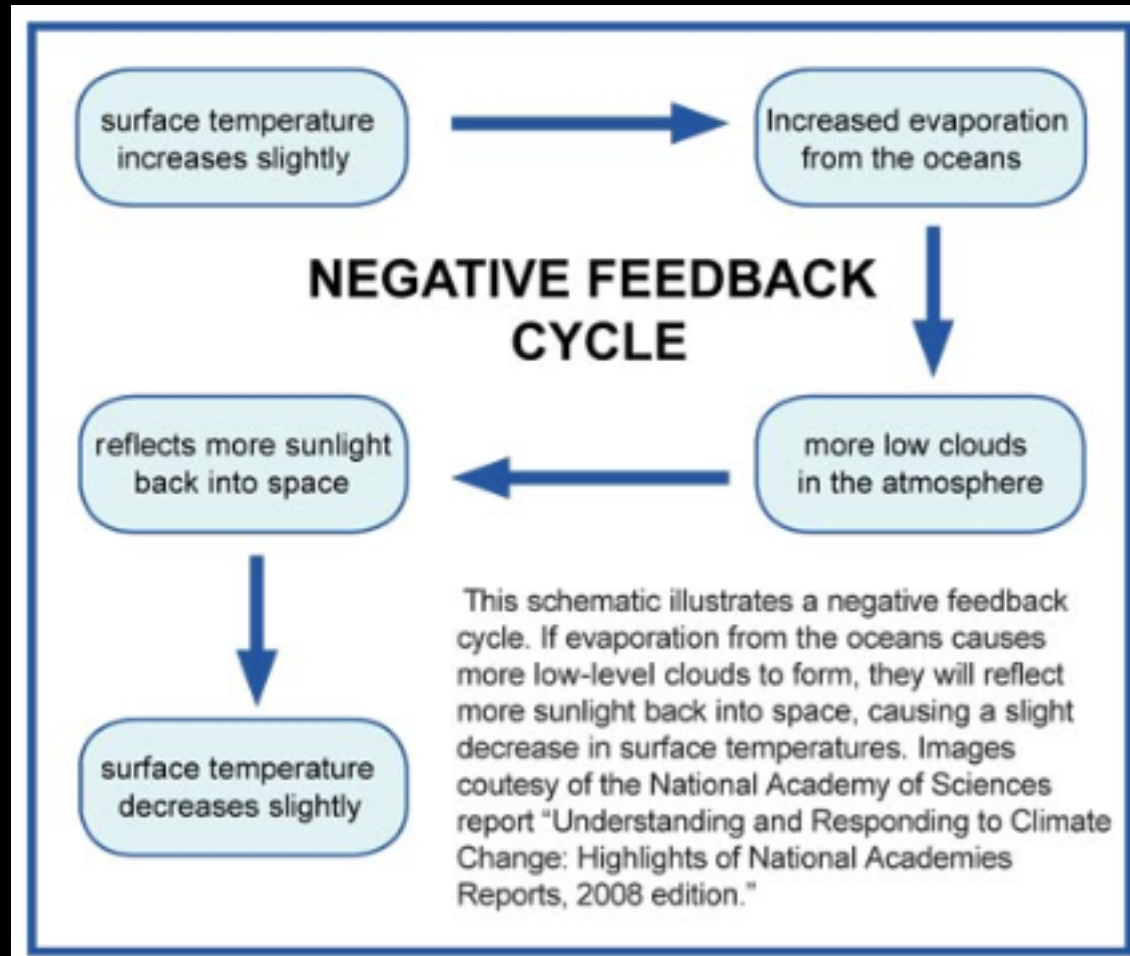 surface temperature
increases slightly
Increased evaporation
from the oceans
NEGATIVE FEEDBACK
CYCLE
reflects more sunlight
back into space
more low clouds
in the atmosphere
This schematic illustrates a negative feedback
cycle. If evaporation from the oceans causes
more low-level clouds to form, they will reflect
more sunlight back into space, causing a slight
decrease in surface temperatures. Images
coutesy of the National Academy of Sciences
report “Understanding and Responding to Climate
Change: Highlights of National Academies
Reports, 2008 edition.”
surface temperature
decreases slightly